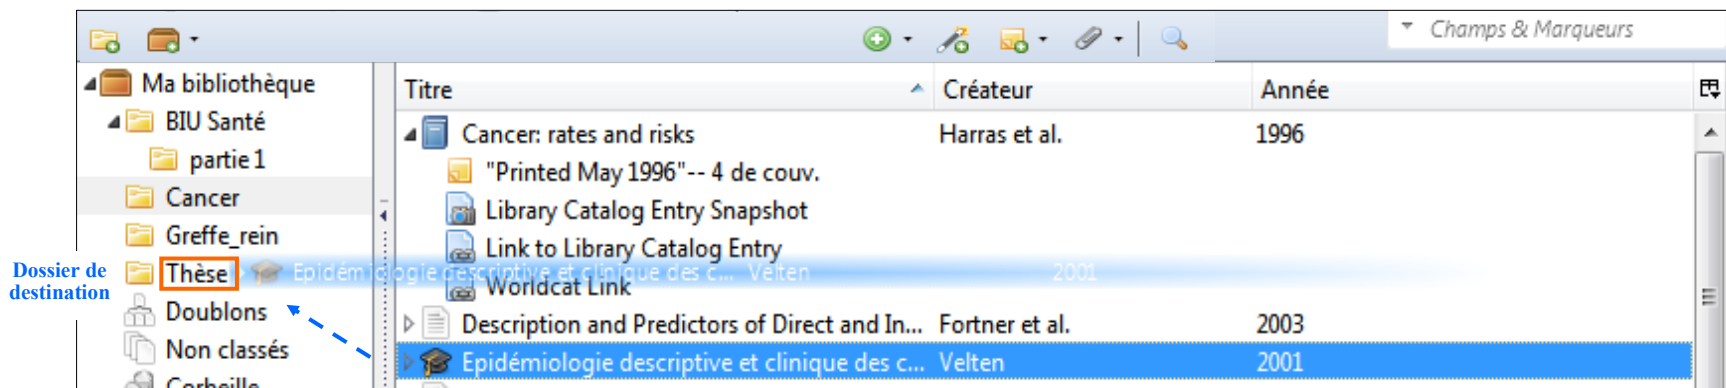 Champs & Marqueurs
Ma bibliothèque
BIU Santé
partie 1
Cancer
Greffe_rein
Dossier de
destination
Thèse
Doublons
Non classés
Corbeille
Titre Créateur Année
Cancer: rates and risks Harras et al. 1996
"Printed May 1996"-- 4 de couv.
Library Catalog Entry Snapshot
Link to Library Catalog Entry
Epidémiologie descriptive et clinique des c... Velten 2001
Worldcat Link
Description and Predictors of Direct and In... Fortner et al. 2003
Epidémiologie descriptive et clinique des c... Velten 2001